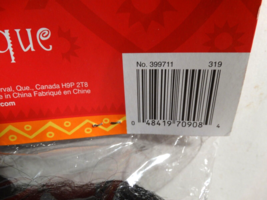 que
No. 399711 319
rval, Que., Canada H9P 2T8
e in China Fabriqué en Chine
.com
0 48419 70908 4